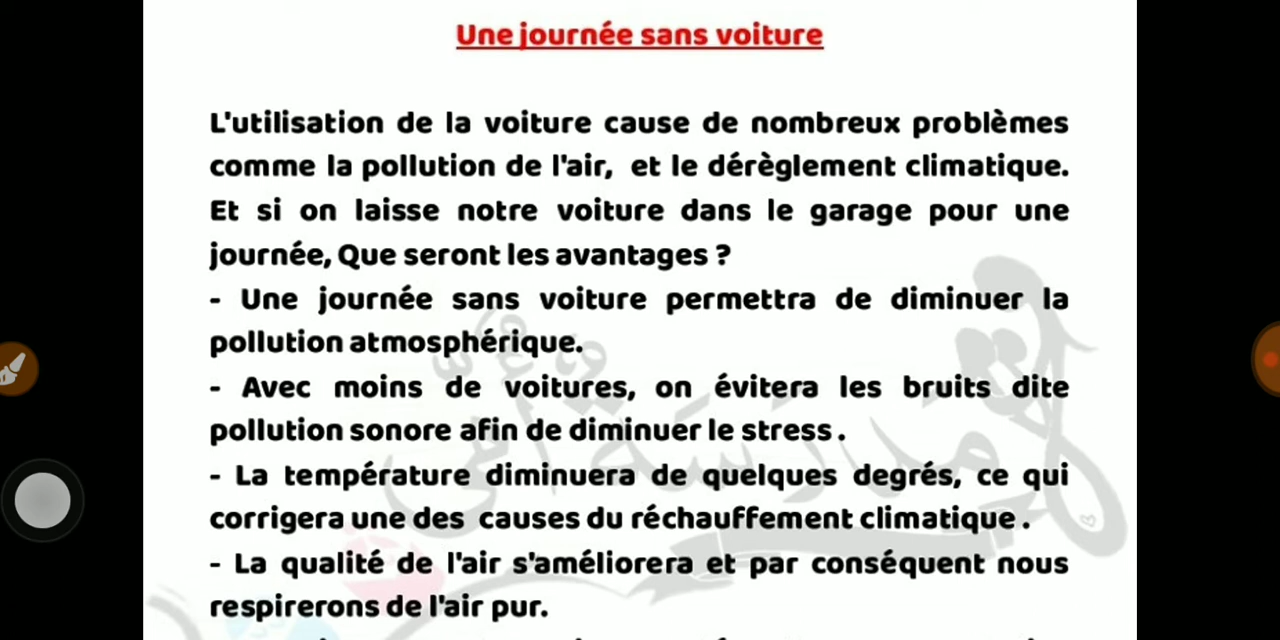 Une journée sans voiture
L'utilisation de la voiture cause de nombreux problèmes
comme la pollution de l'air, et le dérèglement climatique.
Et si on laisse notre voiture dans le garage pour une
journée, Que seront les avantages ?
- Une journée sans voiture permettra de diminuer la
pollution atmosphérique.
- Avec moins de voitures, on évitera les bruits dite
pollution sonore afin de diminuer le stress .
- La température diminuera de quelques degrés, ce qui
corrigera une des causes du réchauffement climatique .
- La qualité de l'air s'améliorera et par conséquent nous
respirerons de l'air pur.